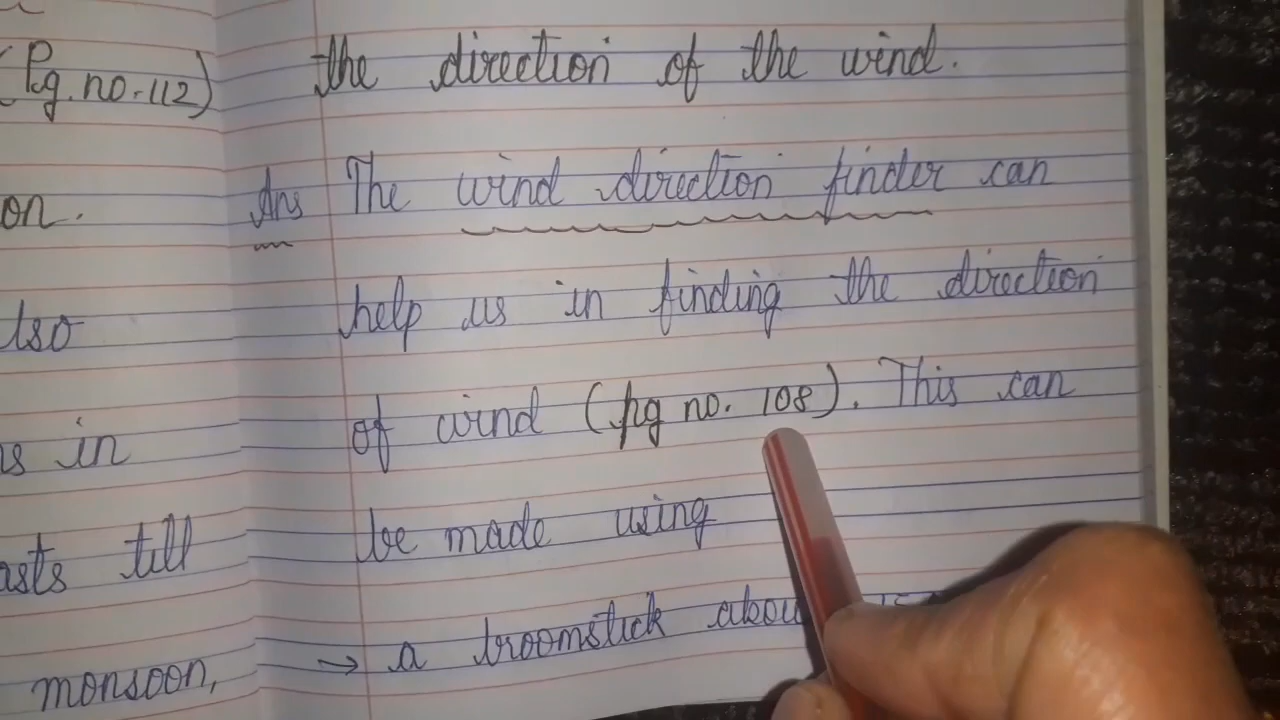 (Pg.no.112)
on.
lso
s in
asts till
monsoon,
the direction of the wind.
Ans The wind direction finder can
help us in finding the direction
of wind (pg no. 108). This can
be made using
→ a broomstick abou